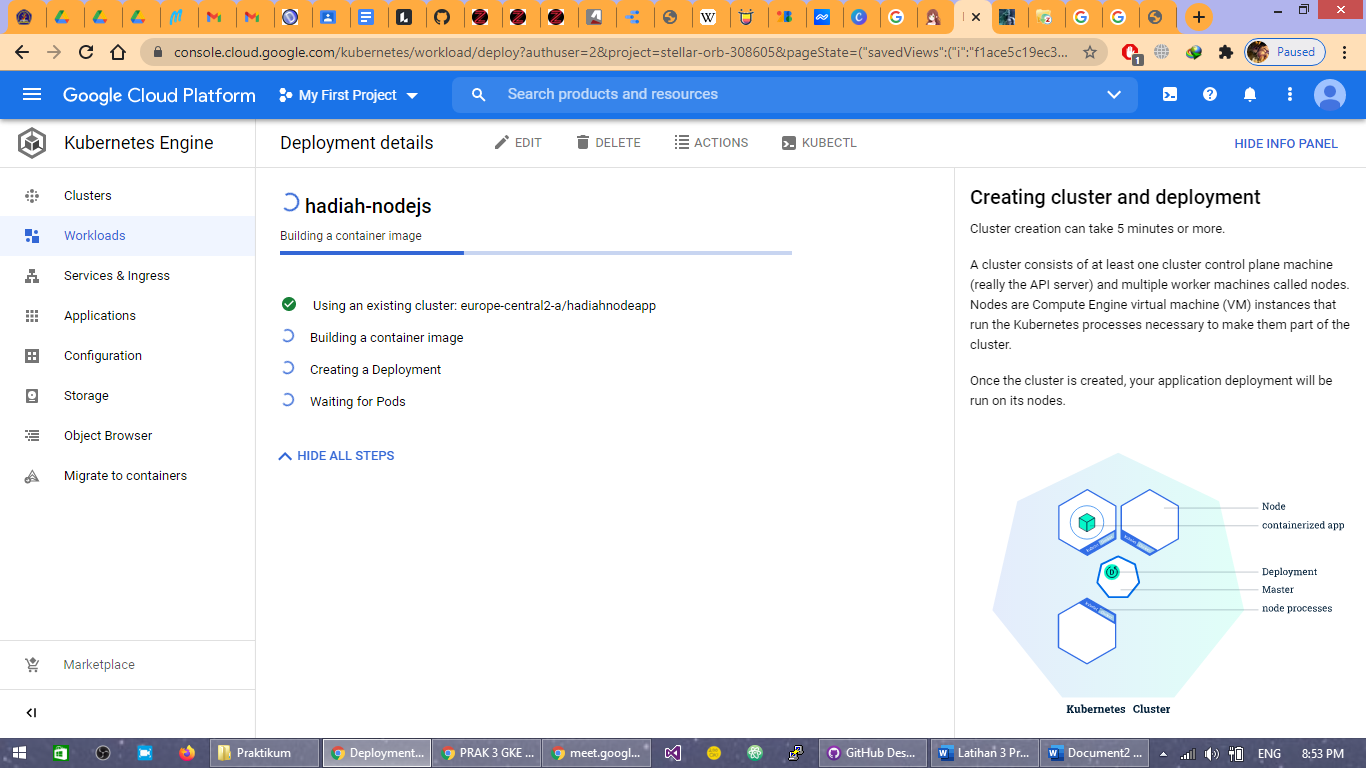 Paused
console.cloud.google.com/kubernetes/workload/deploy?authuser=2&project=stellar-orb-308605&pageState=("savedViews":("i":"f1ace5c19ec3...
1
Google Cloud Platform
My First Project
Search products and resources
Kubernetes Engine
Deployment details
EDIT
DELETE
ACTIONS
KUBECTL
HIDE INFO PANEL
Clusters
Workloads
Services & Ingress
Applications
Configuration
Storage
Object Browser
Migrate to containers
Marketplace
hadiah-nodejs
Building a container image
Using an existing cluster: europe-central2-a/hadiahnodeapp
Building a container image
Creating a Deployment
Waiting for Pods
HIDE ALL STEPS
Creating cluster and deployment
Cluster creation can take 5 minutes or more.
A cluster consists of at least one cluster control plane machine
(really the API server) and multiple worker machines called nodes.
Nodes are Compute Engine virtual machine (VM) instances that
run the Kubernetes processes necessary to make them part of the
cluster.
Once the cluster is created, your application deployment will be
run on its nodes.
Node
containerized app
Deployment
Master
node processes
Kubernetes Cluster
Praktikum
Deployment...
PRAK 3 GKE ...
meet.googl...
GitHub Des...
Latihan 3 Pr...
Document2 ...
ENG
8:53 PM